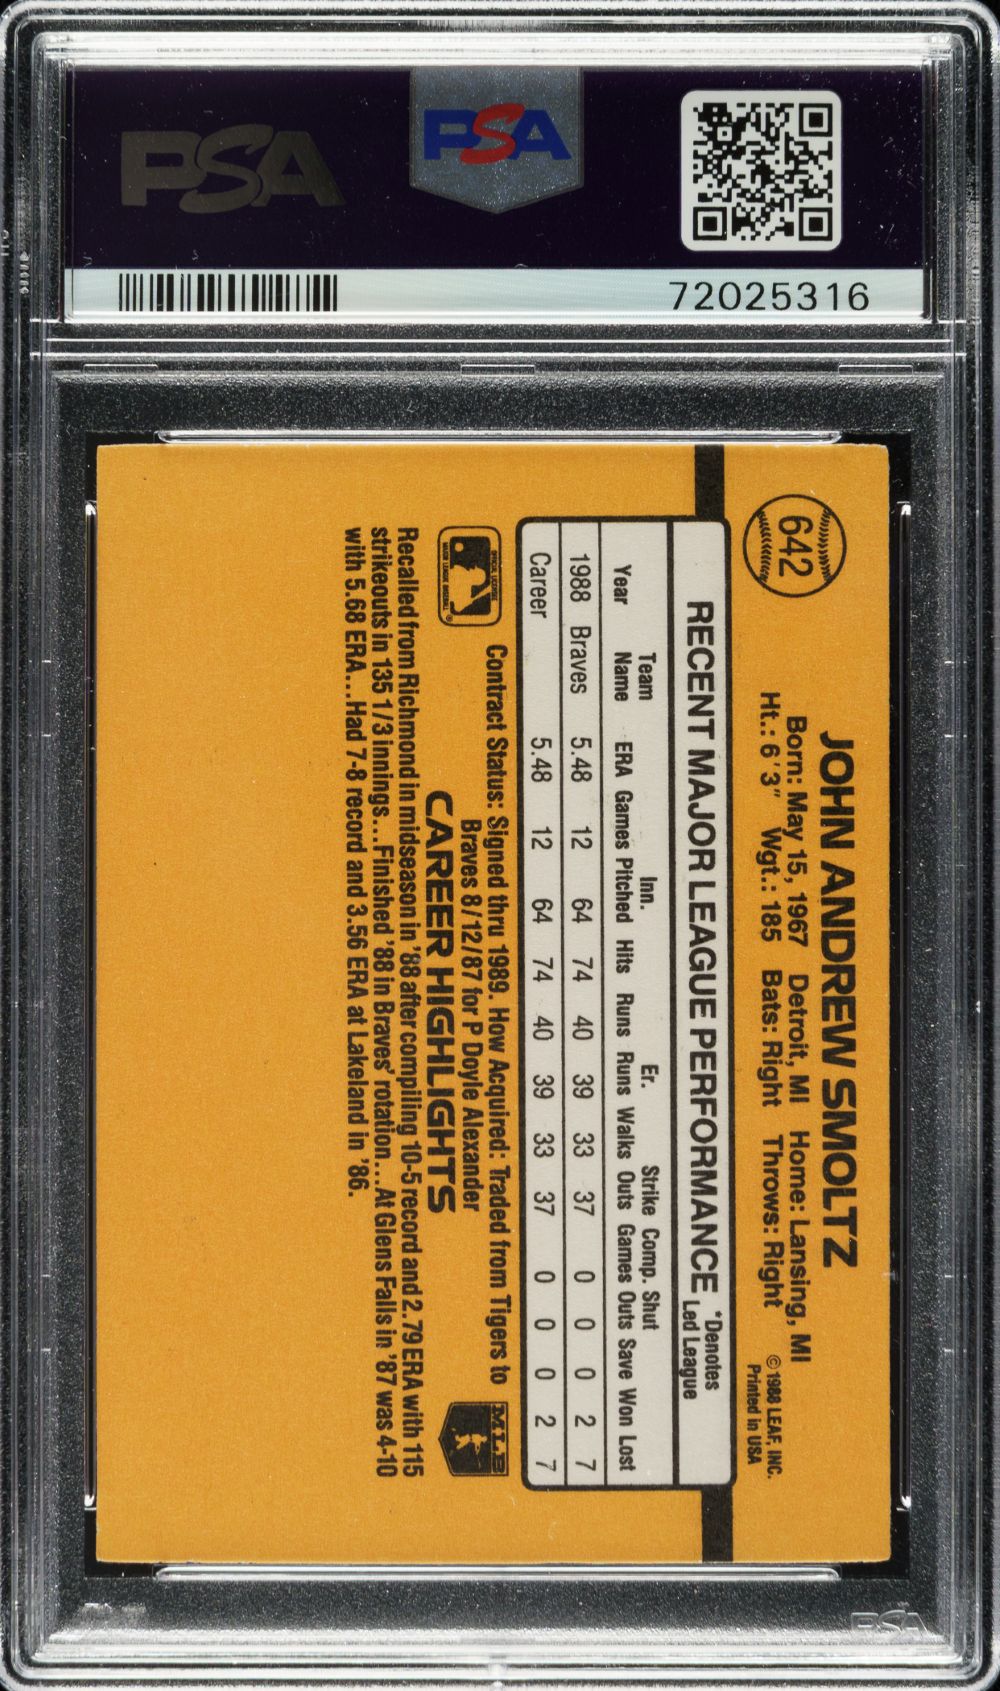 PSA
PSA
72025316
642
JOHN ANDREW SMOLTZ
Born: May 15, 1967 Detroit, MI Home: Lansing, MI
Ht.: 6'3" Wgt.: 185 Bats: Right Throws: Right
© 1988 LEAF, INC.
Printed in USA
RECENT MAJOR LEAGUE PERFORMANCE
*Denotes
Led League
Team Inn. Er. Strike Comp. Shut
Year Name ERA Games Pitched Hits Runs Runs Walks Outs Games Outs Save Won Lost
1988 Braves 5.48 12 64 74 40 39 33 37 0 0 0 2 7
Career 5.48 12 64 74 40 39 33 37 0 0 0 2 7
OFFICIAL LICENSEE
MAJOR LEAGUE BASEBALL
®
Contract Status: Signed thru 1989. How Acquired: Traded from Tigers to
Braves 8/12/87 for P Doyle Alexander
MLB
CAREER HIGHLIGHTS
Recalled from Richmond in midseason in '88 after compiling 10-5 record and 2.79 ERA with 115
strikeouts in 135 1/3 innings...Finished '88 in Braves' rotation...At Glens Falls in '87 was 4-10
with 5.68 ERA...Had 7-8 record and 3.56 ERA at Lakeland in '86.
PSA